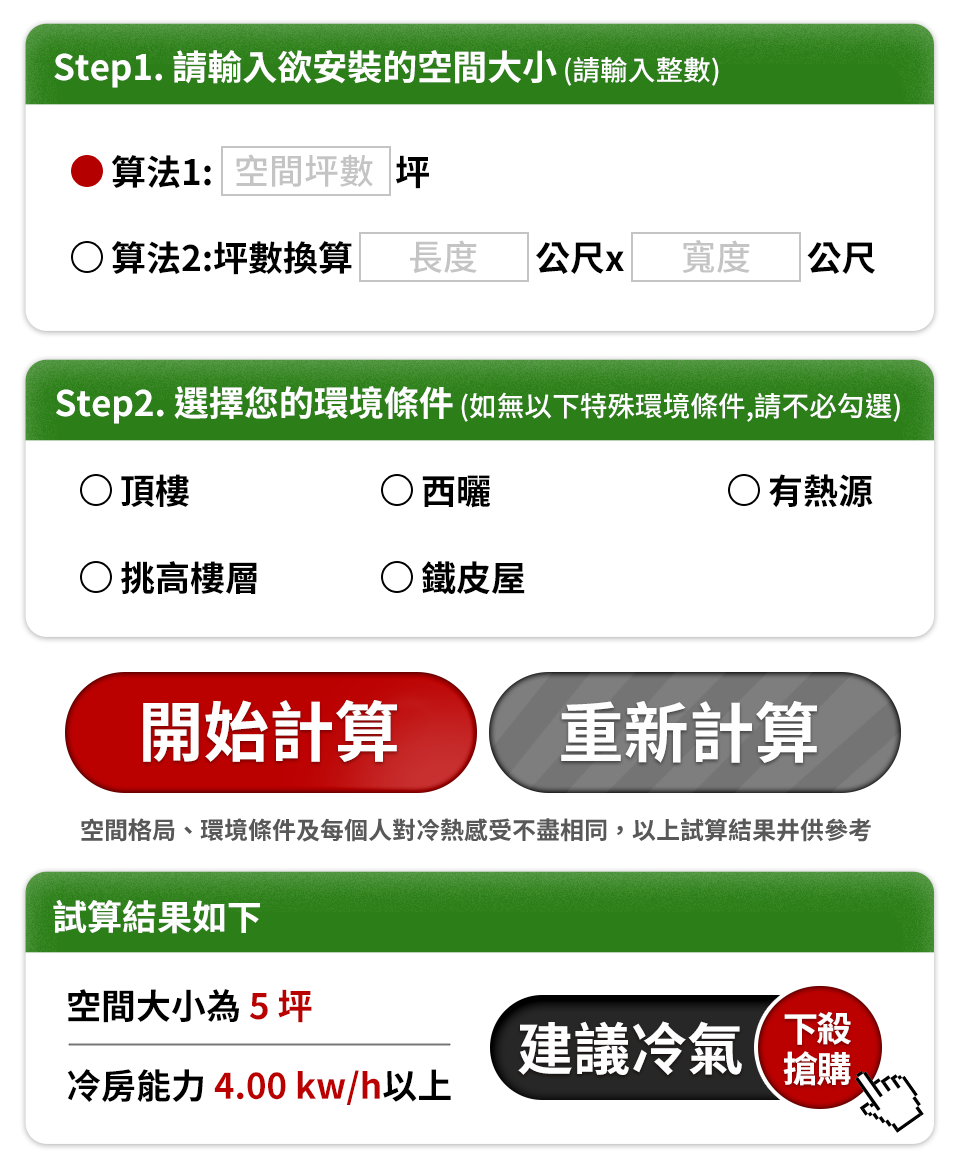 Step1. 請輸入欲安裝的空間大小 (請輸入整數)
算法1: 空間坪數 坪
算法2:坪數換算 長度 公尺x 寬度 公尺
Step2. 選擇您的環境條件 (如無以下特殊環境條件,請不必勾選)
頂樓 西曬 有熱源
挑高樓層 鐵皮屋
開始計算 重新計算
空間格局、環境條件及每個人對冷熱感受不盡相同，以上試算結果井供參考
試算結果如下
空間大小為 5 坪
冷房能力 4.00 kw/h以上
建議冷氣
下殺
搶購